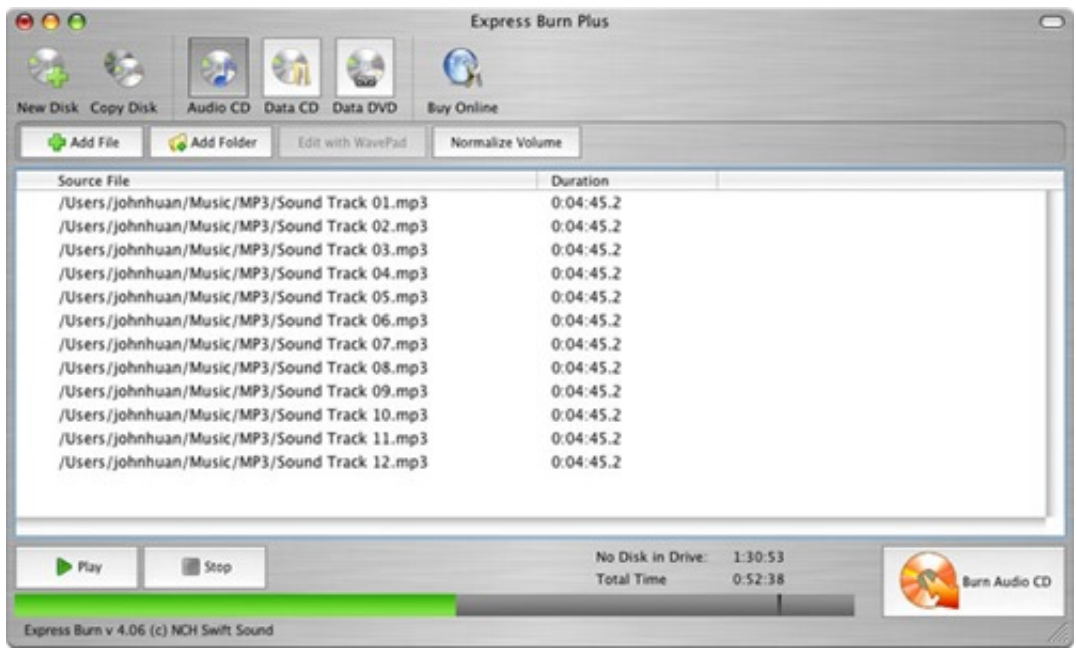 Express Burn Plus
New Disk Copy Disk Audio CD Data CD Data DVD Buy Online
Add File Add Folder Edit with WavePad Normalize Volume
Source File Duration
/Users/johnhuan/Music/MP3/Sound Track 01.mp3 0:04:45.2
/Users/johnhuan/Music/MP3/Sound Track 02.mp3 0:04:45.2
/Users/johnhuan/Music/MP3/Sound Track 03.mp3 0:04:45.2
/Users/johnhuan/Music/MP3/Sound Track 04.mp3 0:04:45.2
/Users/johnhuan/Music/MP3/Sound Track 05.mp3 0:04:45.2
/Users/johnhuan/Music/MP3/Sound Track 06.mp3 0:04:45.2
/Users/johnhuan/Music/MP3/Sound Track 07.mp3 0:04:45.2
/Users/johnhuan/Music/MP3/Sound Track 08.mp3 0:04:45.2
/Users/johnhuan/Music/MP3/Sound Track 09.mp3 0:04:45.2
/Users/johnhuan/Music/MP3/Sound Track 10.mp3 0:04:45.2
/Users/johnhuan/Music/MP3/Sound Track 11.mp3 0:04:45.2
/Users/johnhuan/Music/MP3/Sound Track 12.mp3 0:04:45.2
Play Stop
No Disk in Drive: 1:30:53
Total Time 0:52:38
Burn Audio CD
Express Burn v 4.06 (c) NCH Swift Sound